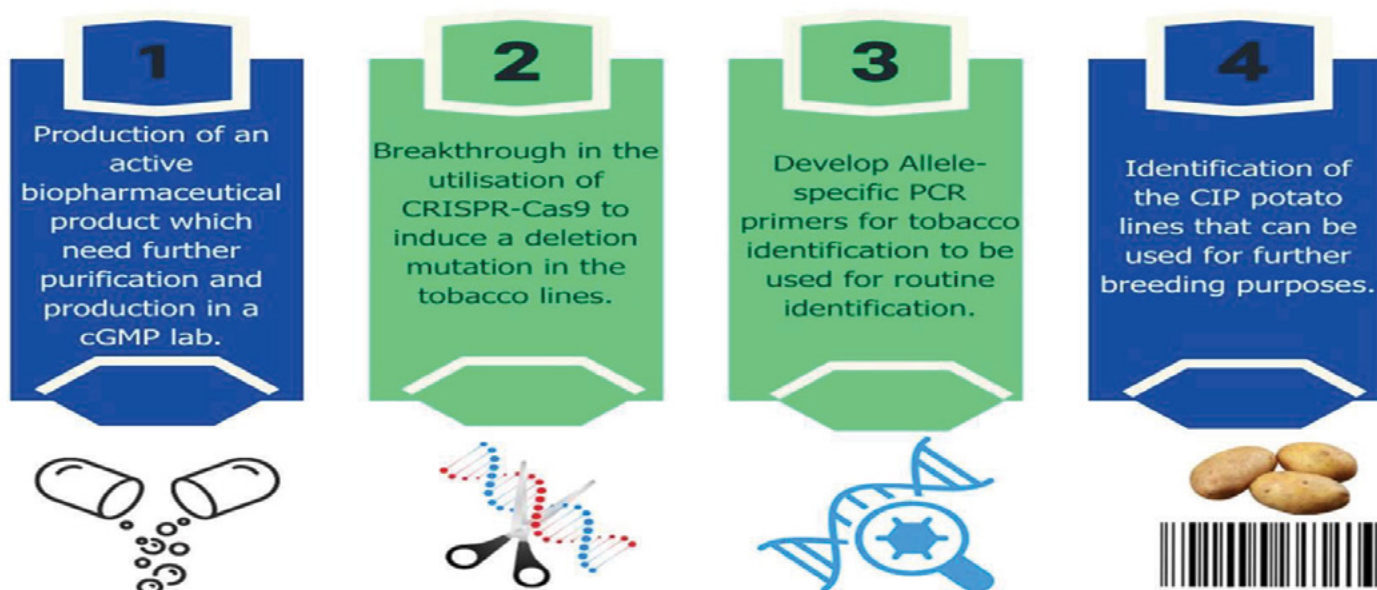 1
Production of an
active
biopharmaceutical
product which
need further
purification and
production in a
cGMP lab.
2
Breakthrough in the
utilisation of
CRISPR-Cas9 to
induce a deletion
mutation in the
tobacco lines.
3
Develop Allele-
specific PCR
primers for tobacco
identification to be
used for routine
identification.
4
Identification of
the CIP potato
lines that can be
used for further
breeding purposes.